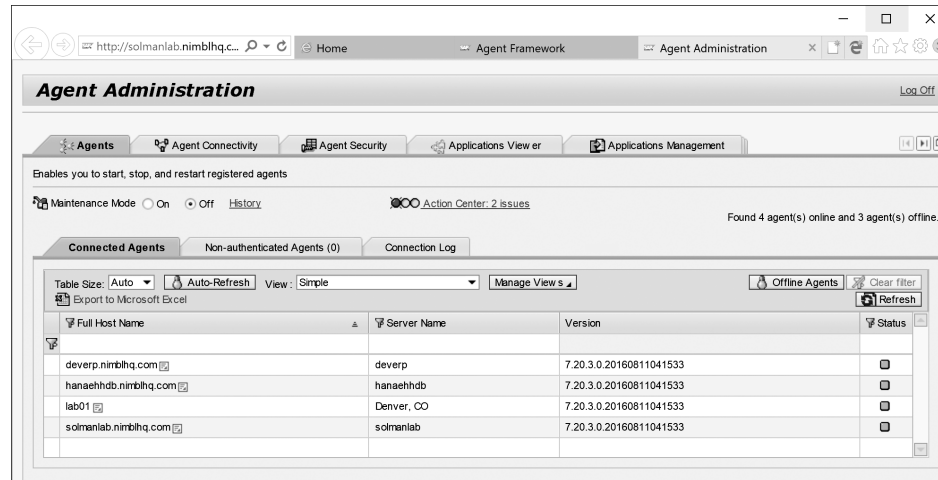 http://solmanlab.nimblhq.c...
Home
Agent Framework
Agent Administration
Agent Administration
Log Off
Agents
Agent Connectivity
Agent Security
Applications Viewer
Applications Management
Enables you to start, stop, and restart registered agents
Maintenance Mode On Off History
Action Center: 2 issues
Found 4 agent(s) online and 3 agent(s) offline.
Connected Agents
Non-authenticated Agents (0)
Connection Log
Table Size: Auto Auto-Refresh View: Simple Manage Views Offline Agents Clear filter
Export to Microsoft Excel Refresh
Full Host Name Server Name Version Status
deverp.nimblhq.com deverp 7.20.3.0.20160811041533
hanaehhdb.nimblhq.com hanaehhdb 7.20.3.0.20160811041533
lab01 Denver, CO 7.20.3.0.20160811041533
solmanlab.nimblhq.com solmanlab 7.20.3.0.20160811041533